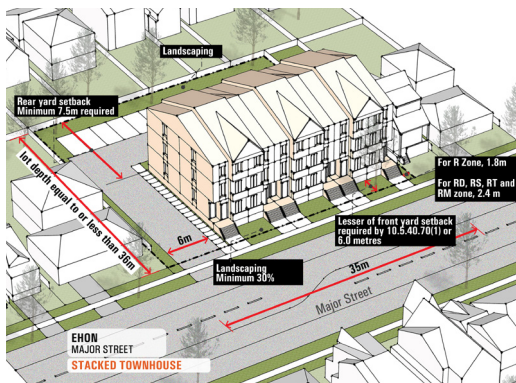 Landscaping
Rear yard setback
Minimum 7.5m required
lot depth equal to or less than 36m
For R Zone, 1.8m
For RD, RS, RT and
RM zone, 2.4 m
6m
Lesser of front yard setback
required by 10.5.40.70(1) or
6.0 metres
Landscaping
Minimum 30%
35m
Major Street
EHON
MAJOR STREET
STACKED TOWNHOUSE